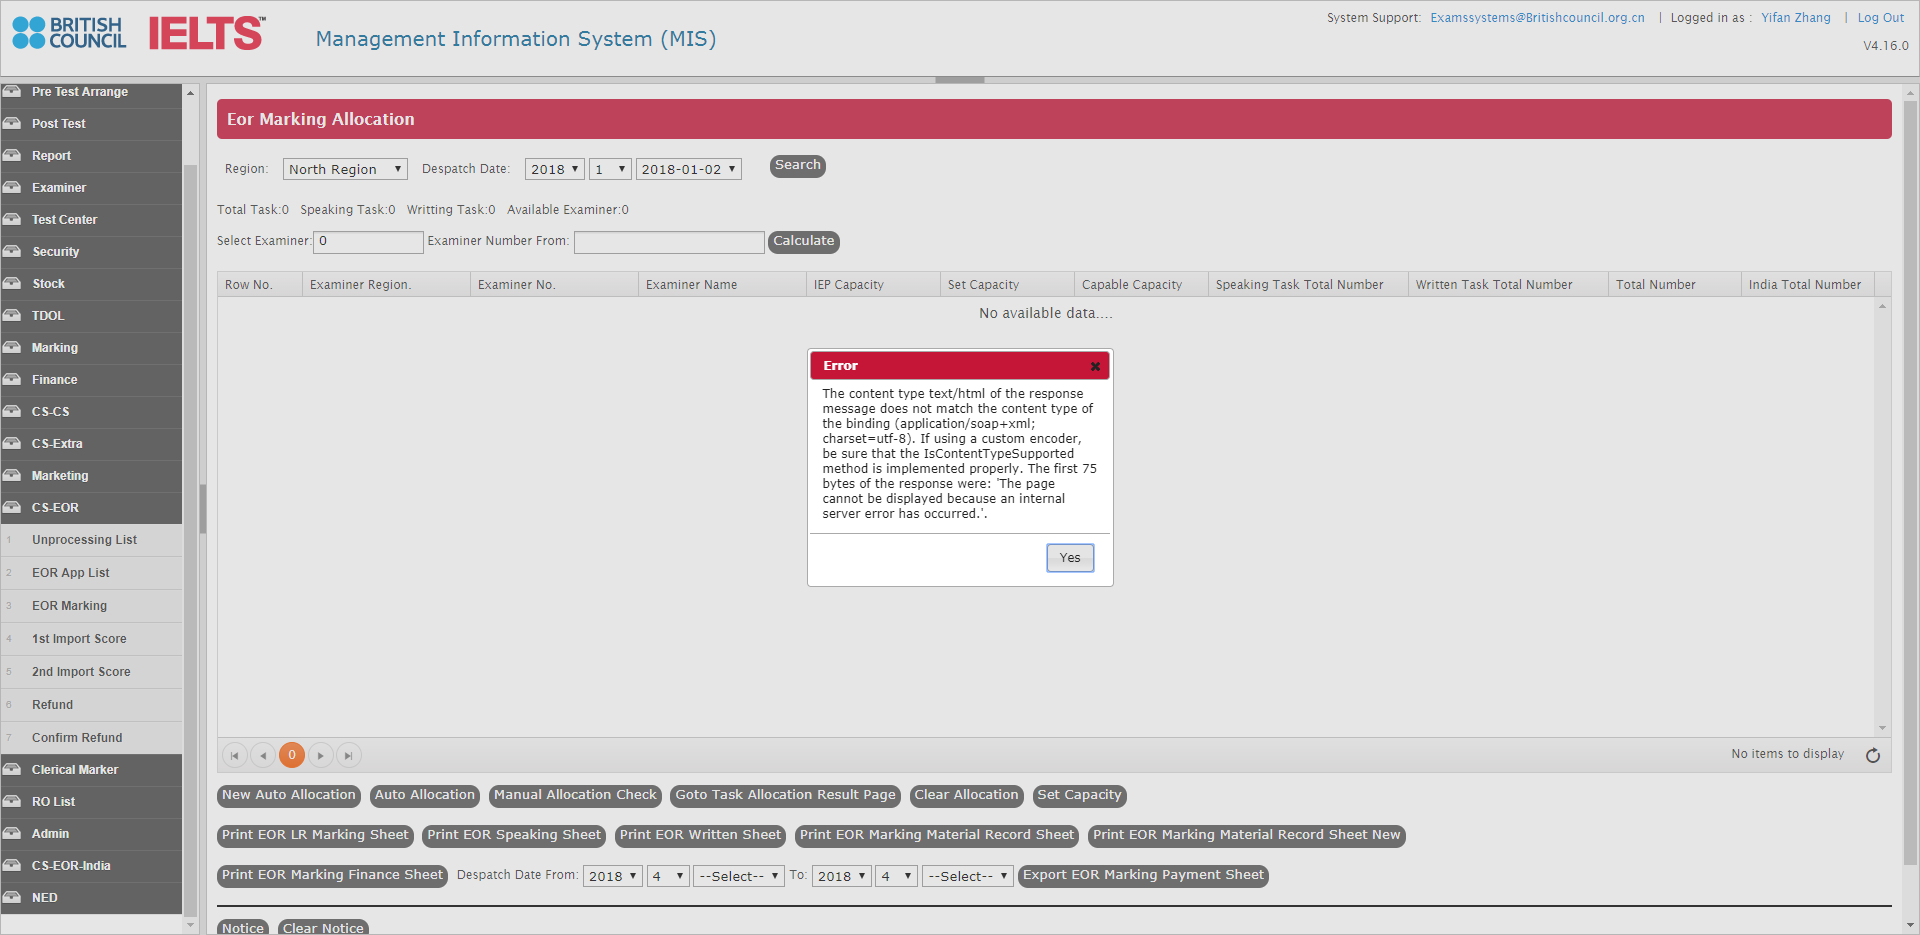 BRITISH
COUNCIL
IELTS™
Management Information System (MIS)
System Support: Examssystems@Britishcouncil.org.cn | Logged in as : Yifan Zhang | Log Out
V4.16.0
Pre Test Arrange
Post Test
Report
Examiner
Test Center
Security
Stock
TDOL
Marking
Finance
CS-CS
CS-Extra
Marketing
CS-EOR
1 Unprocessing List
2 EOR App List
3 EOR Marking
4 1st Import Score
5 2nd Import Score
6 Refund
7 Confirm Refund
Clerical Marker
RO List
Admin
CS-EOR-India
NED
Eor Marking Allocation
Region: North Region Despatch Date: 2018 1 2018-01-02 Search
Total Task:0 Speaking Task:0 Writting Task:0 Available Examiner:0
Select Examiner: 0 Examiner Number From: Calculate
Row No. Examiner Region. Examiner No. Examiner Name IEP Capacity Set Capacity Capable Capacity Speaking Task Total Number Written Task Total Number Total Number India Total Number
No available data....
Error
The content type text/html of the response
message does not match the content type of
the binding (application/soap+xml;
charset=utf-8). If using a custom encoder,
be sure that the IsContentTypeSupported
method is implemented properly. The first 75
bytes of the response were: 'The page
cannot be displayed because an internal
server error has occurred.'.
Yes
0
No items to display
New Auto Allocation Auto Allocation Manual Allocation Check Goto Task Allocation Result Page Clear Allocation Set Capacity
Print EOR LR Marking Sheet Print EOR Speaking Sheet Print EOR Written Sheet Print EOR Marking Material Record Sheet Print EOR Marking Material Record Sheet New
Print EOR Marking Finance Sheet Despatch Date From: 2018 4 --Select-- To: 2018 4 --Select-- Export EOR Marking Payment Sheet
Notice Clear Notice